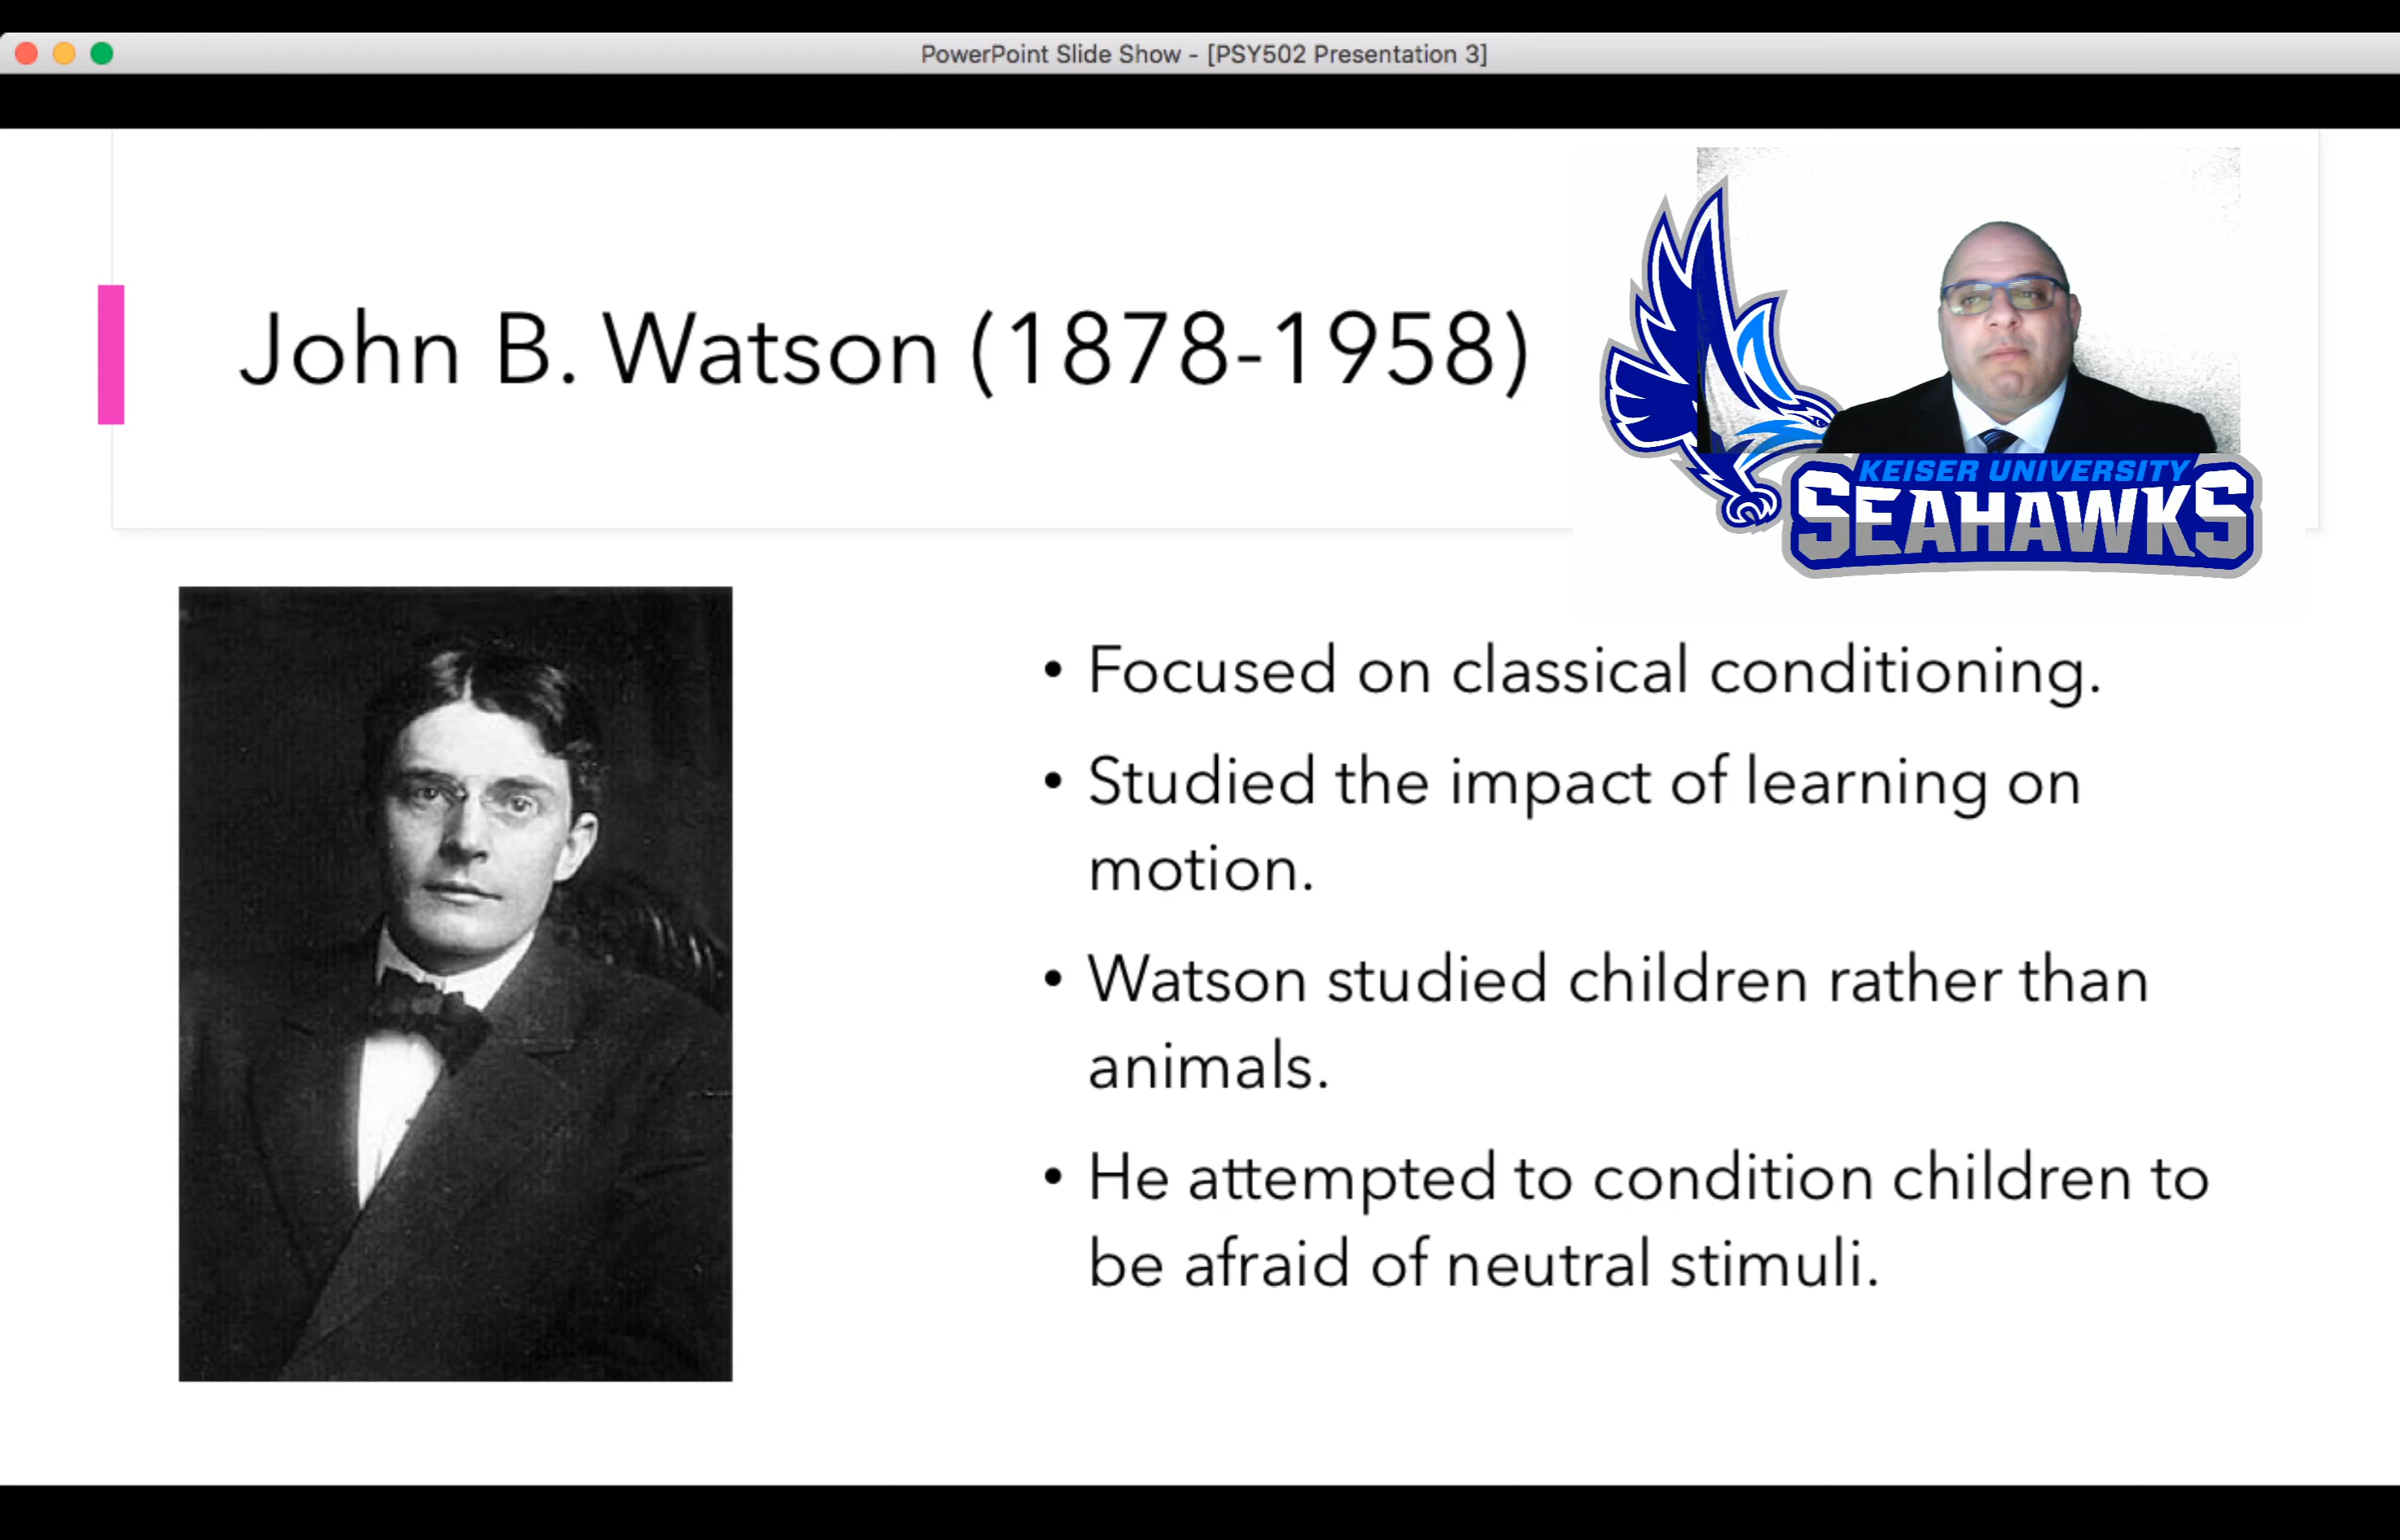 PowerPoint Slide Show - [PSY502 Presentation 3]
John B. Watson (1878-1958)
KEISER UNIVERSITY
SEAHAWKS
• Focused on classical conditioning.
• Studied the impact of learning on
motion.
• Watson studied children rather than
animals.
• He attempted to condition children to
be afraid of neutral stimuli.